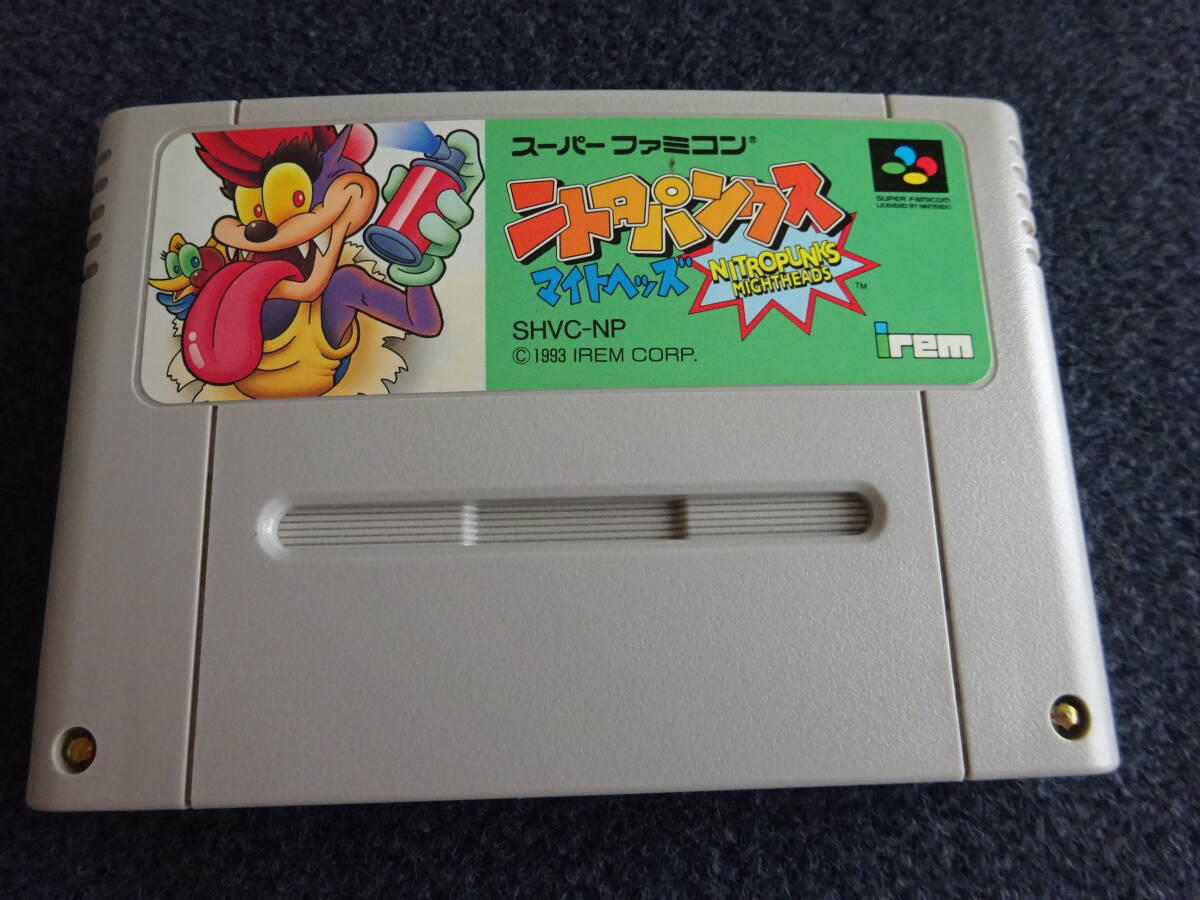 スーパーファミコン®
ニトロパンクス
マイトヘッズ
NITROPUNKS
MIGHTHEADS
™
SHVC-NP
©1993 IREM CORP.
SUPER FAMICOM
LICENSED BY NINTENDO
irem